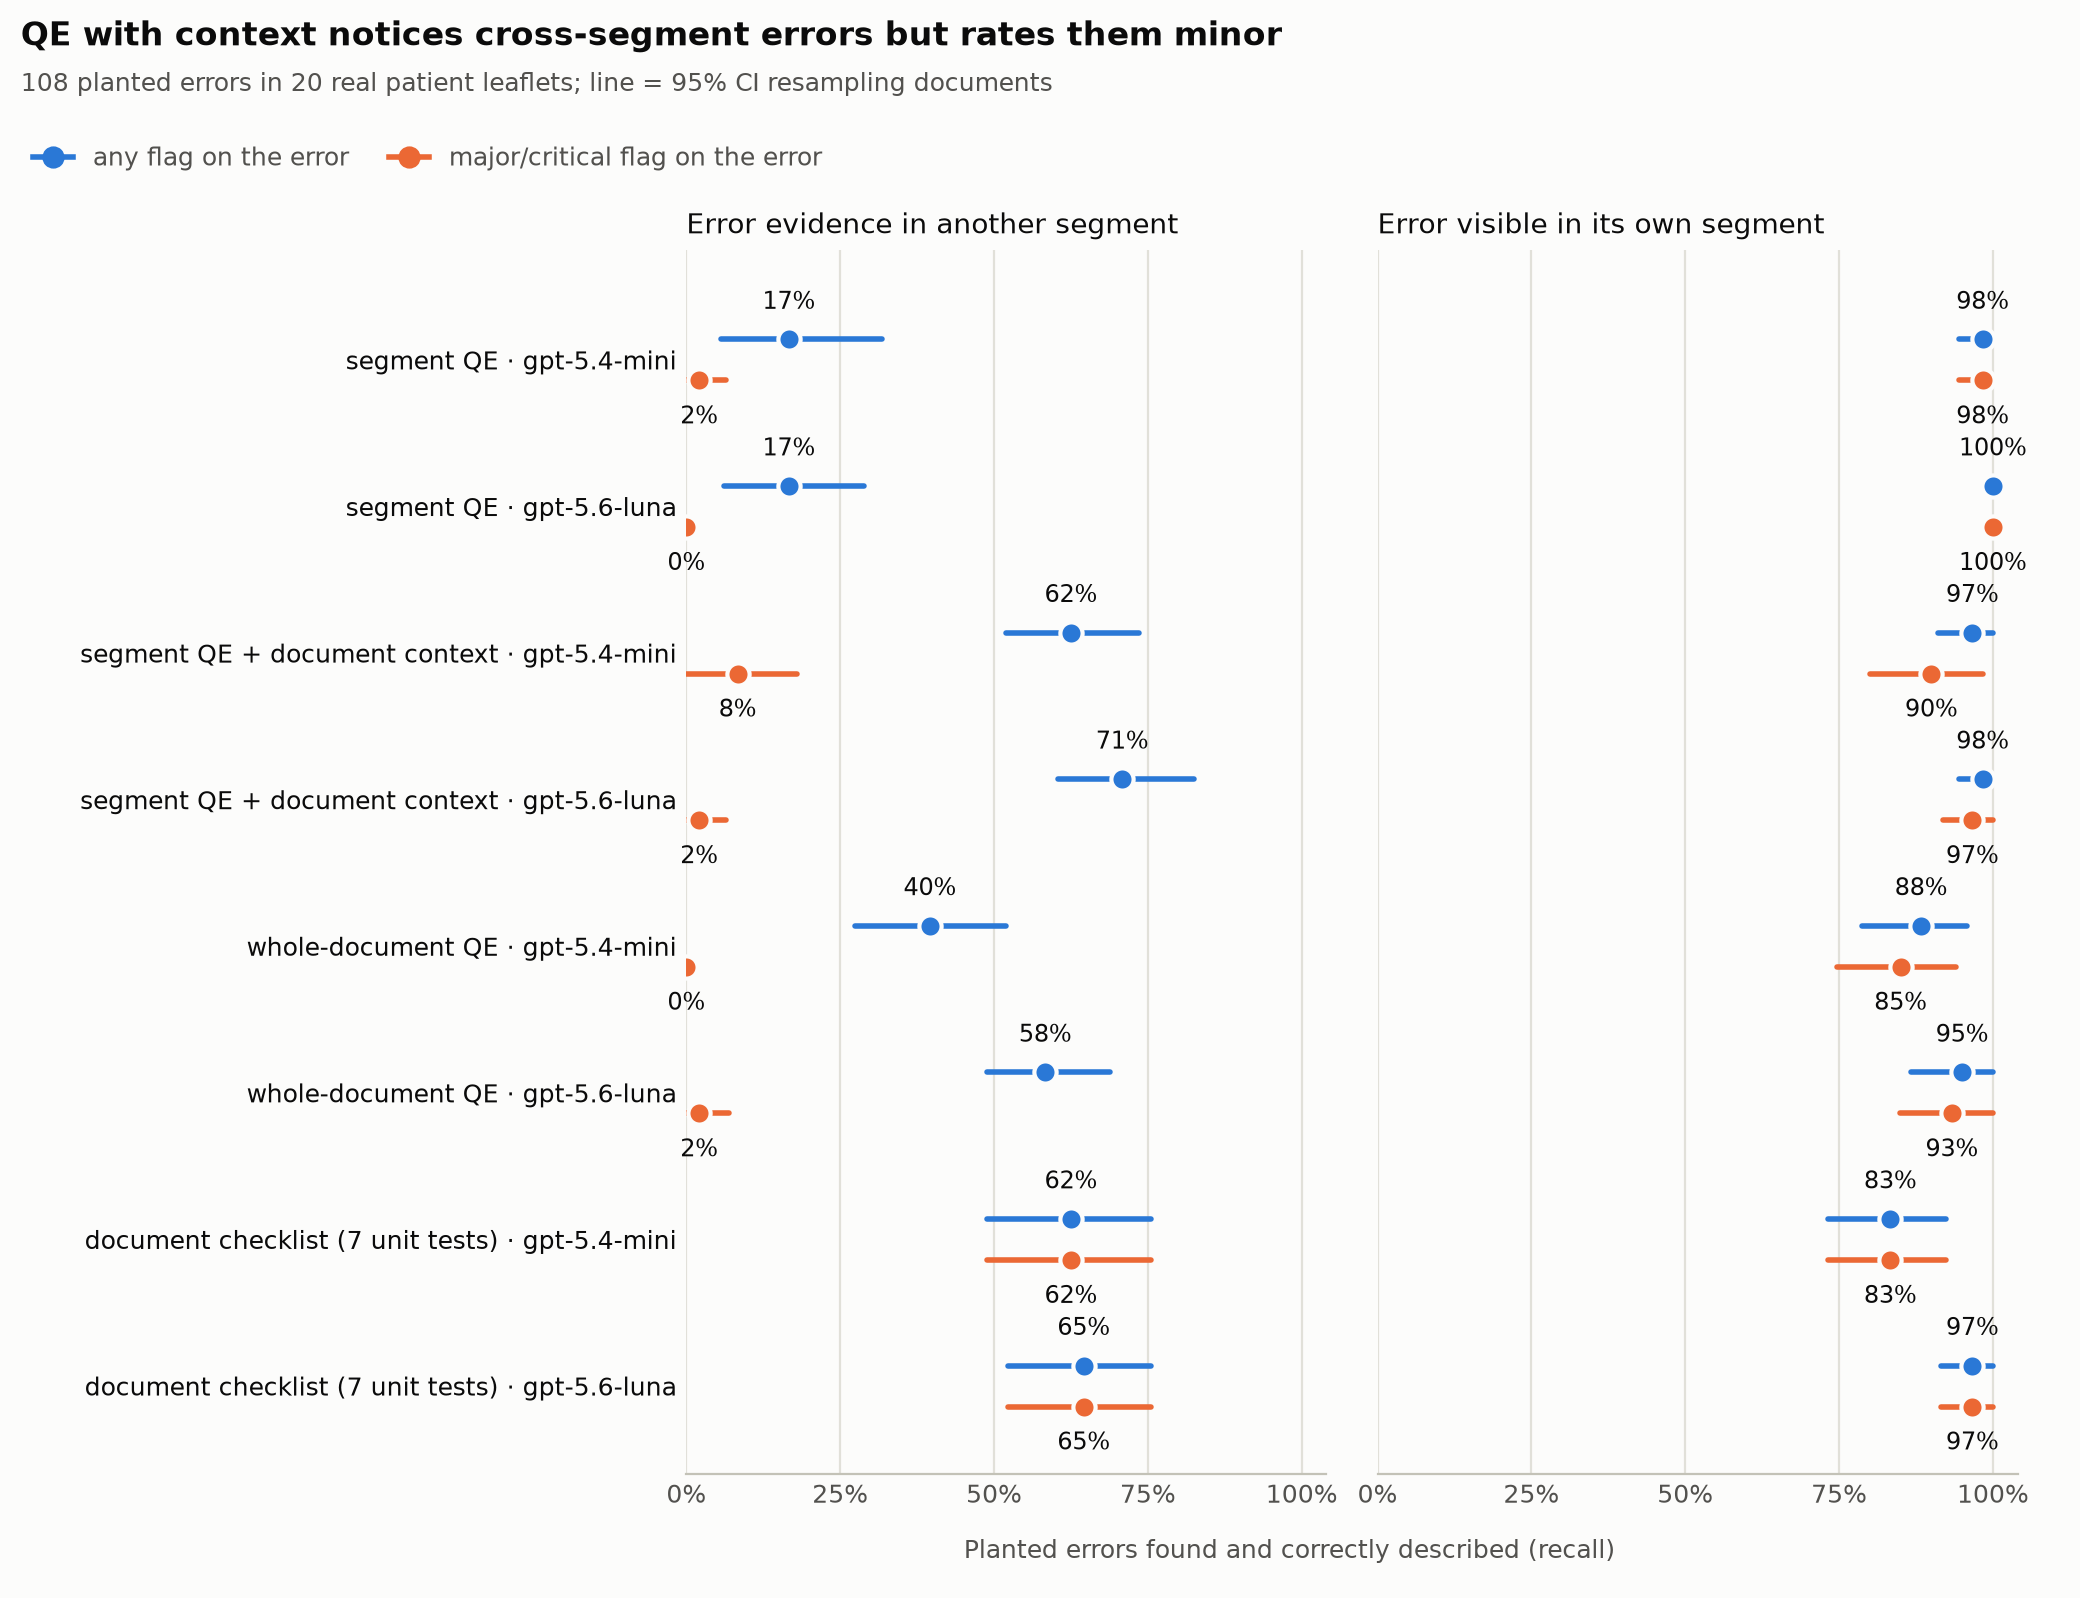 QE with context notices cross-segment errors but rates them minor
108 planted errors in 20 real patient leaflets; line = 95% CI resampling documents
any flag on the error
major/critical flag on the error
Error evidence in another segment
Error visible in its own segment
segment QE · gpt-5.4-mini
17%
2%
98%
98%
segment QE · gpt-5.6-luna
17%
0%
100%
100%
segment QE + document context · gpt-5.4-mini
62%
8%
97%
90%
segment QE + document context · gpt-5.6-luna
71%
2%
98%
97%
whole-document QE · gpt-5.4-mini
40%
0%
88%
85%
whole-document QE · gpt-5.6-luna
58%
2%
95%
93%
document checklist (7 unit tests) · gpt-5.4-mini
62%
62%
83%
83%
document checklist (7 unit tests) · gpt-5.6-luna
65%
65%
97%
97%
0% 25% 50% 75% 100% 0% 25% 50% 75% 100%
Planted errors found and correctly described (recall)